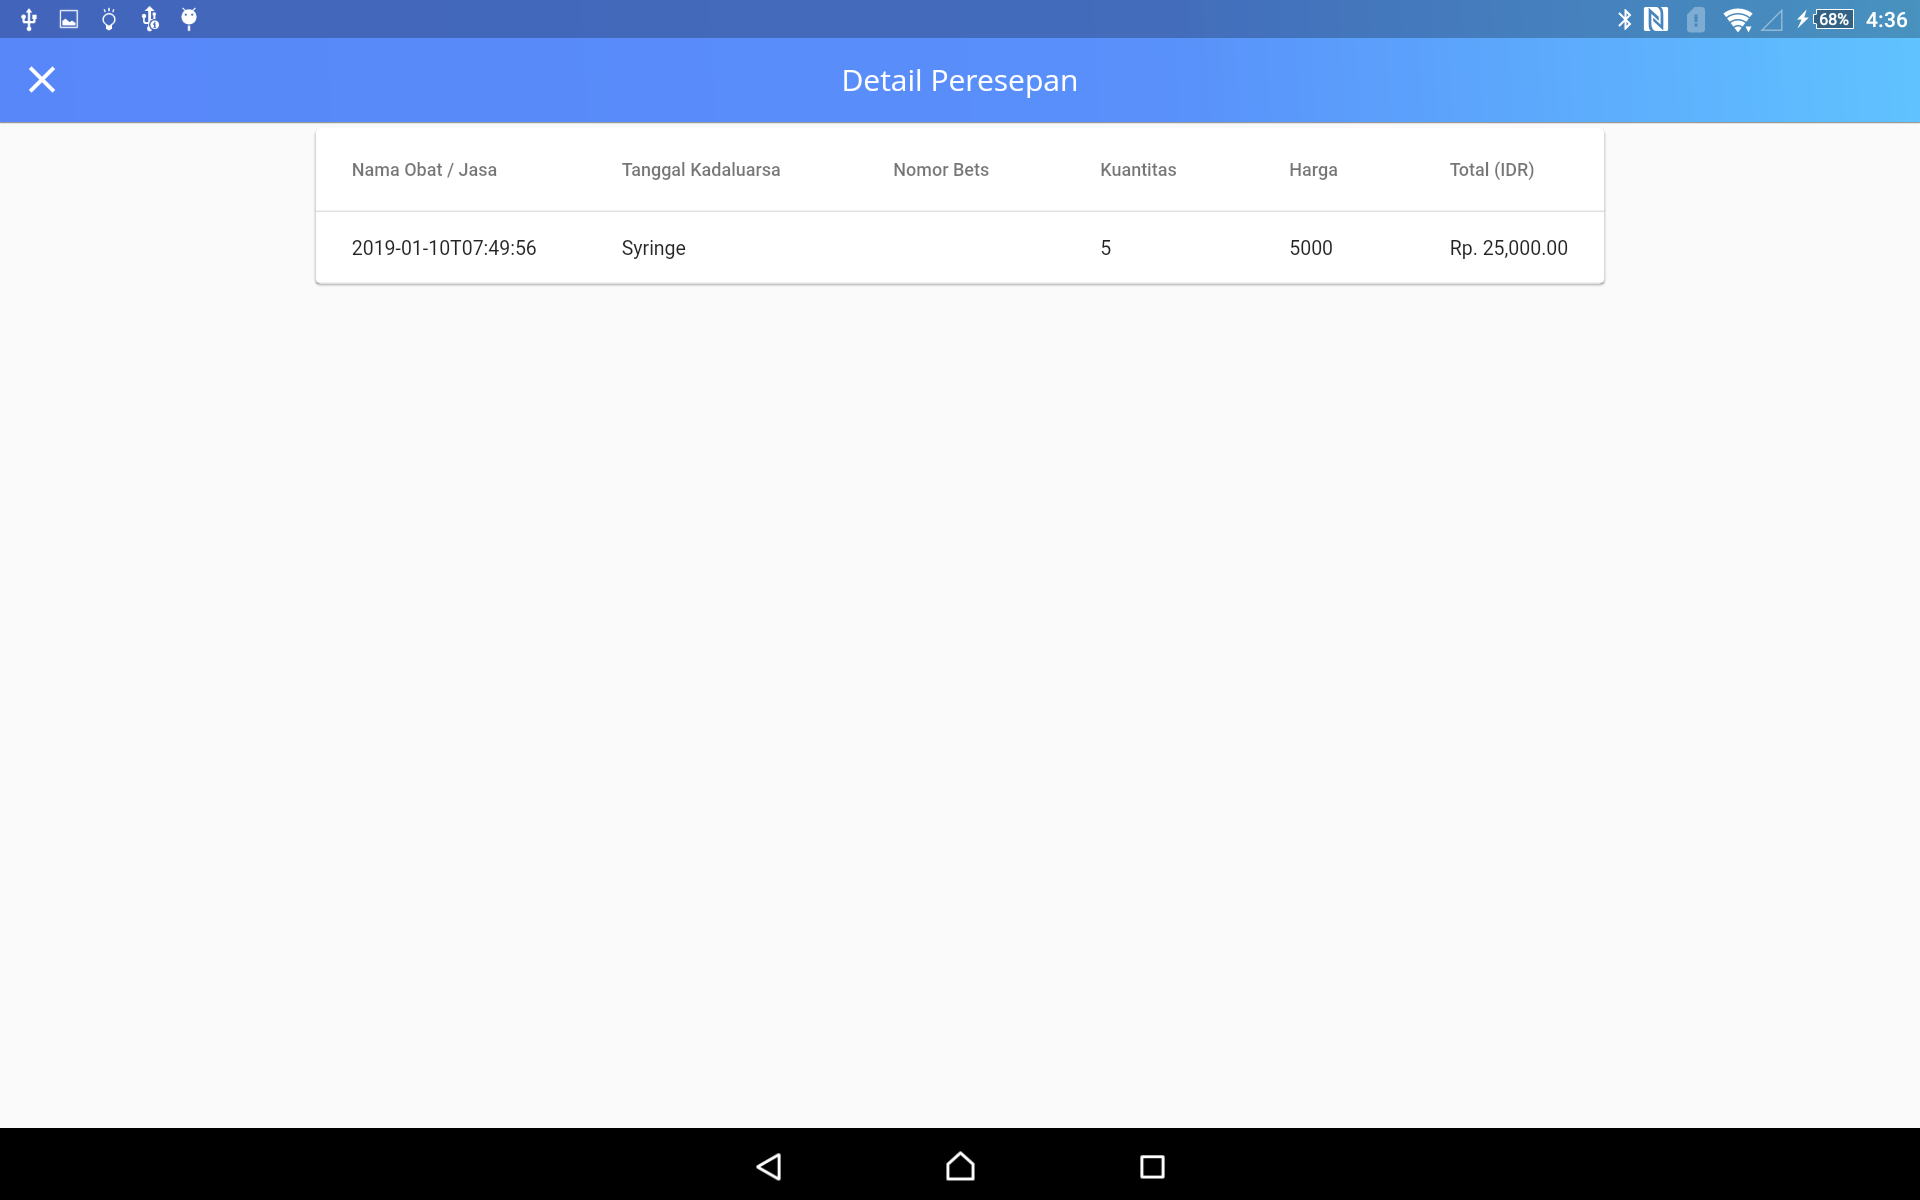 68% 4:36
Detail Peresepan
Nama Obat / Jasa Tanggal Kadaluarsa Nomor Bets Kuantitas Harga Total (IDR)
2019-01-10T07:49:56 Syringe 5 5000 Rp. 25,000.00